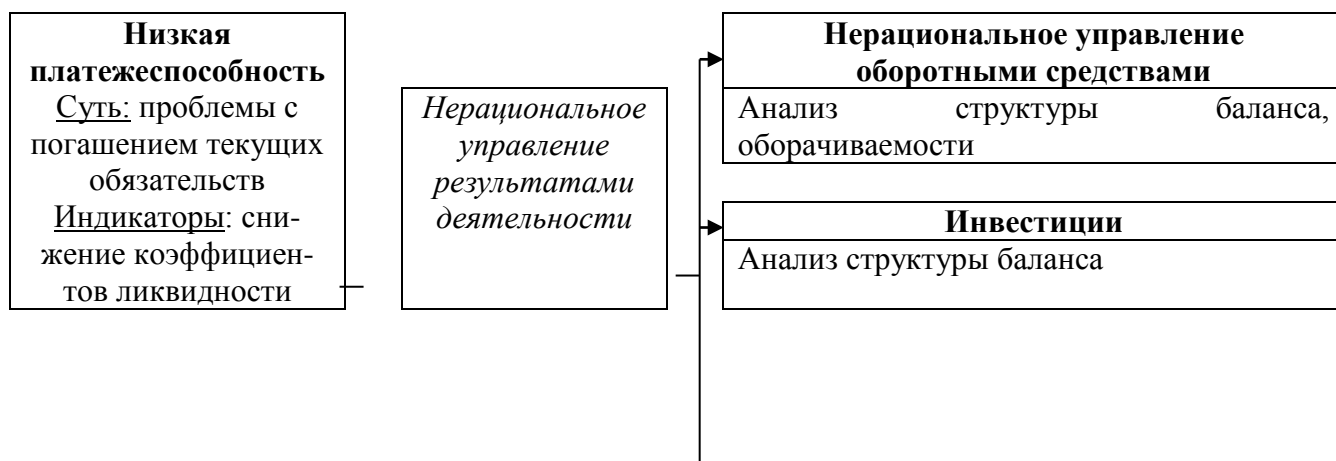 Низкая
платежеспособность
Суть: проблемы с
погашением текущих
обязательств
Индикаторы: сни-
жение коэффициен-
тов ликвидности
Нерациональное
управление
результатами
деятельности
Нерациональное управление
оборотными средствами
Анализ структуры баланса,
оборачиваемости
Инвестиции
Анализ структуры баланса